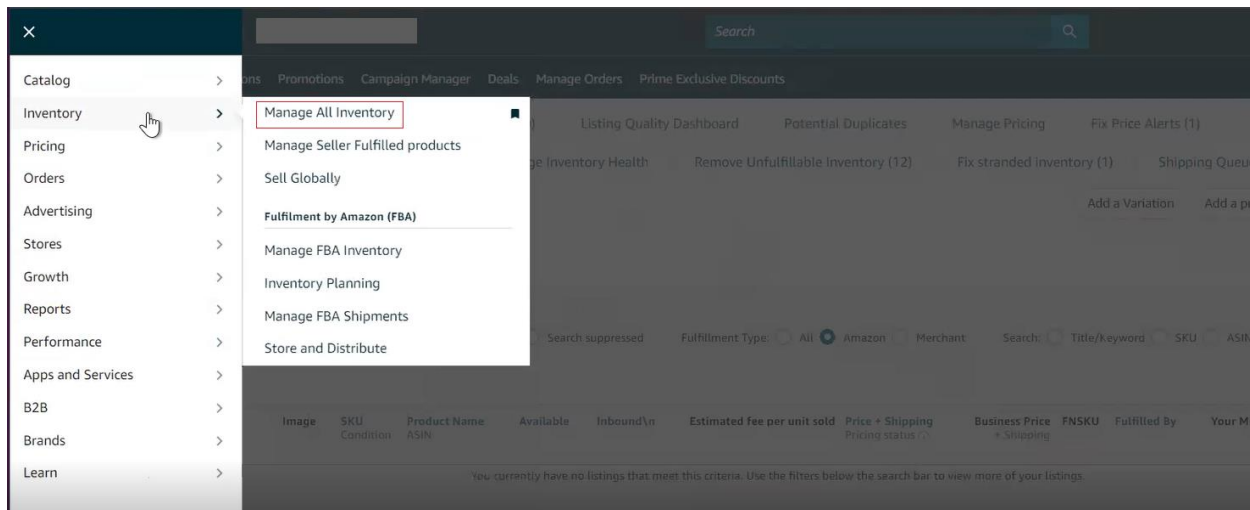 Search
Catalog
ons Promotions Campaign Manager Deals Manage Orders Prime Exclusive Discounts
Inventory
Manage All Inventory
Listing Quality Dashboard Potential Duplicates Manage Pricing Fix Price Alerts (1)
Pricing
Manage Seller Fulfilled products
ge Inventory Health Remove Unfulfillable Inventory (12) Fix stranded inventory (1) Shipping Queu
Orders
Sell Globally
Advertising
Fulfilment by Amazon (FBA)
Add a Variation Add a p
Stores
Manage FBA Inventory
Growth
Inventory Planning
Reports
Manage FBA Shipments
Performance
Store and Distribute
Search suppressed Fulfillment Type: All Amazon Merchant Search: Title/Keyword SKU ASIN
Apps and Services
B2B
Image SKU Product Name Available Inbound\n Estimated fee per unit sold Price + Shipping Business Price FNSKU Fulfilled By Your M
Condition ASIN Pricing status + Shipping
Brands
Learn
You currently have no listings that meet this criteria. Use the filters below the search bar to view more of your listings.